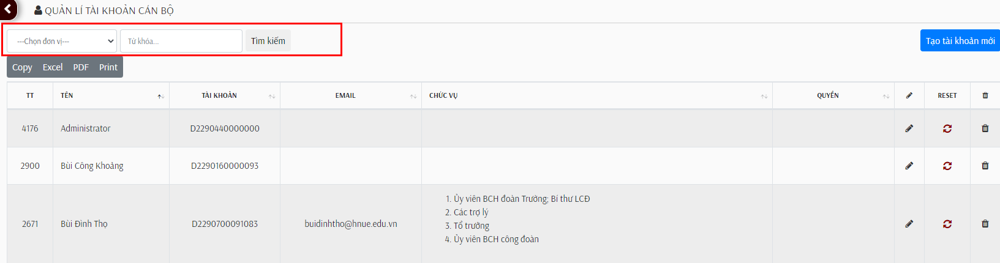 QUẢN LÍ TÀI KHOẢN CÁN BỘ
---Chọn đơn vị--- Từ khóa... Tìm kiếm Tạo tài khoản mới
Copy Excel PDF Print
TT TÊN TÀI KHOẢN EMAIL CHỨC VỤ QUYỀN RESET
4176 Administrator D2290440000000
2900 Bùi Công Khoảng D2290160000093
1. Ủy viên BCH đoàn Trường; Bí thư LCĐ
2. Các trợ lý
2671 Bùi Đình Thọ D2290700091083 buidinhtho@hnue.edu.vn
3. Tổ trưởng
4. Ủy viên BCH công đoàn